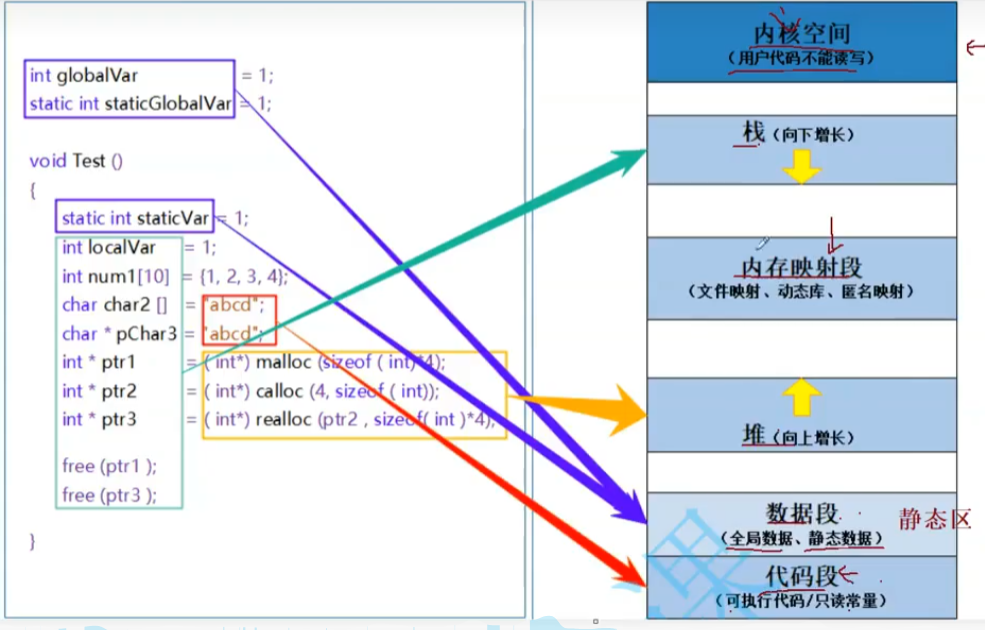 int globalVar = 1;
static int staticGlobalVar = 1;
void Test ()
{
static int staticVar = 1;
int localVar = 1;
int num1[10] = {1, 2, 3, 4};
char char2 [] = "abcd";
char * pChar3 = "abcd";
int * ptr1 = ( int*) malloc (sizeof ( int)*4);
int * ptr2 = ( int*) calloc (4, sizeof ( int));
int * ptr3 = ( int*) realloc (ptr2 , sizeof( int )*4);
free (ptr1 );
free (ptr3 );
}
内核空间
（用户代码不能读写）
栈（向下增长）
内存映射段
（文件映射、动态库、匿名映射）
堆（向上增长）
数据段
（全局数据、静态数据）
静态区
代码段
（可执行代码/只读常量）
课